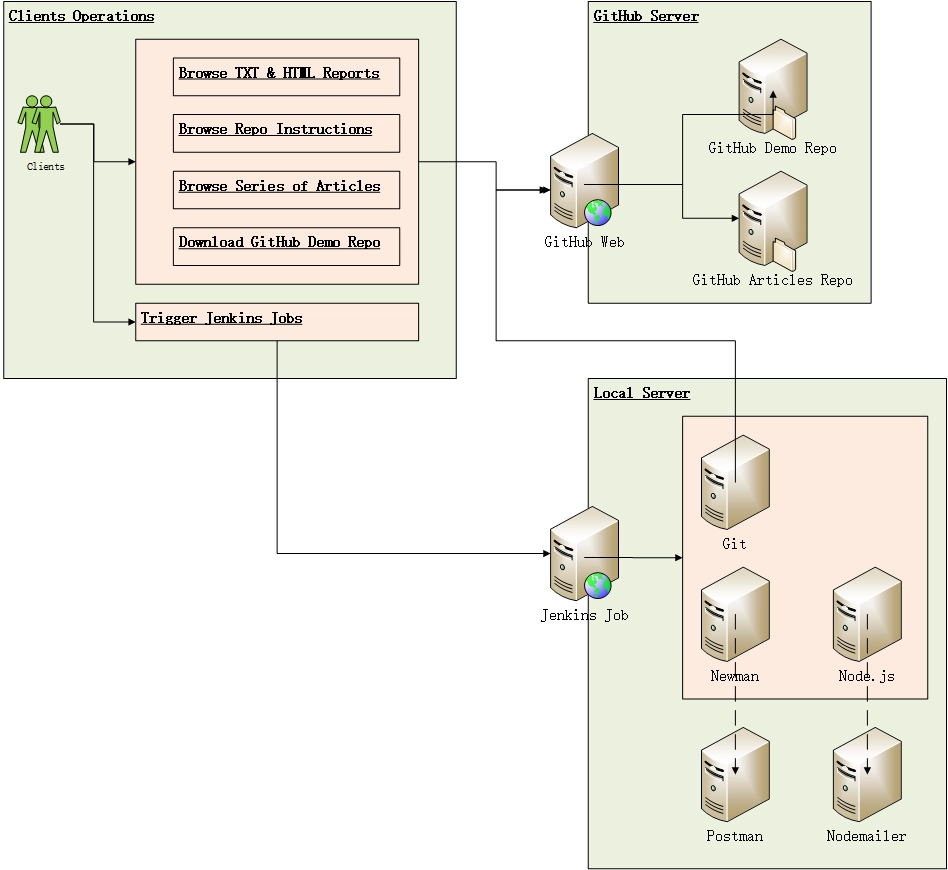 Clients Operations
Browse TXT & HTML Reports
Browse Repo Instructions
Clients
Browse Series of Articles
Download GitHub Demo Repo
Trigger Jenkins Jobs
GitHub Server
GitHub Demo Repo
GitHub Web
GitHub Articles Repo
Local Server
Git
Jenkins Job
Newman
Node.js
Postman
Nodemailer